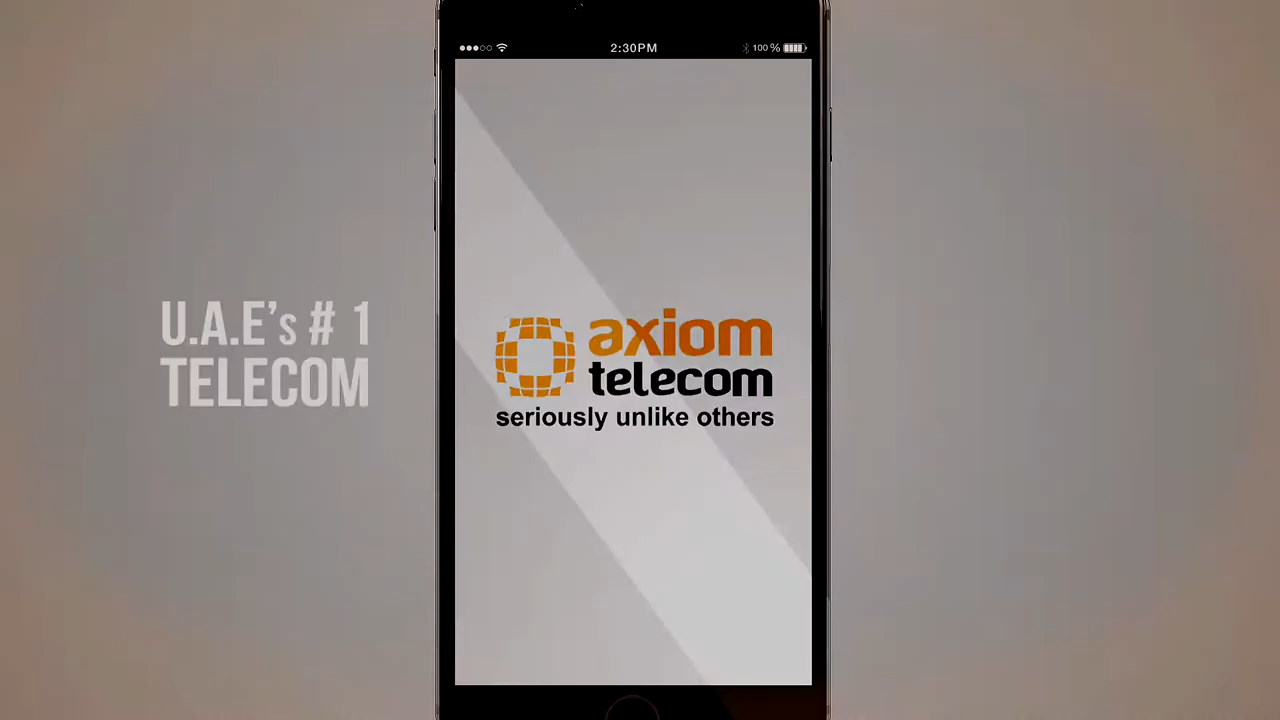 2:30PM
100 %
U.A.E's # 1
TELECOM
axiom
telecom
seriously unlike others